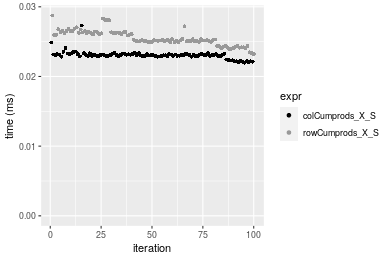 0.03
0.02
0.01
0.00
time (ms)
0 25 50 75 100
iteration
expr
colCumprods_X_S
rowCumprods_X_S